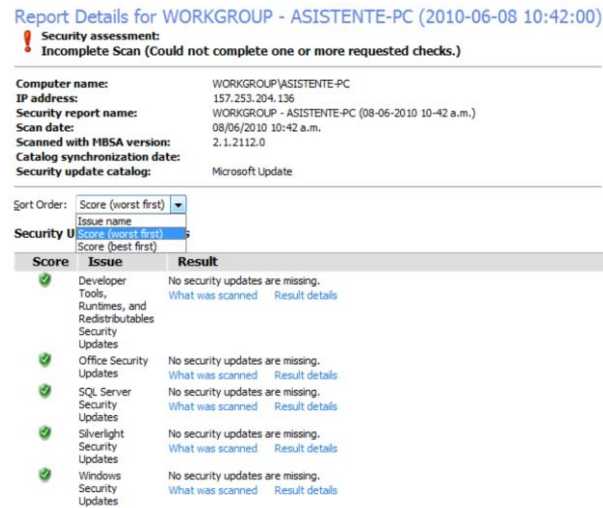 Report Details for WORKGROUP - ASISTENTE-PC (2010-06-08 10:42:00)
Security assessment:
Incomplete Scan (Could not complete one or more requested checks.)
Computer name: WORKGROUP\ASISTENTE-PC
IP address: 157.253.204.136
Security report name: WORKGROUP - ASISTENTE-PC (08-06-2010 10-42 a.m.)
Scan date: 08/06/2010 10:42 a.m.
Scanned with MBSA version: 2.1.2112.0
Catalog synchronization date:
Security update catalog: Microsoft Update
Sort Order: Score (worst first)
Issue name
Security U Score (worst first) s
Score (best first)
Score Issue Result
Developer No security updates are missing.
Tools, What was scanned Result details
Runtimes, and
Redistributables
Security
Updates
Office Security No security updates are missing.
Updates What was scanned Result details
SQL Server No security updates are missing.
Security What was scanned Result details
Updates
Silverlight No security updates are missing.
Security What was scanned Result details
Updates
Windows No security updates are missing.
Security What was scanned Result details
Updates